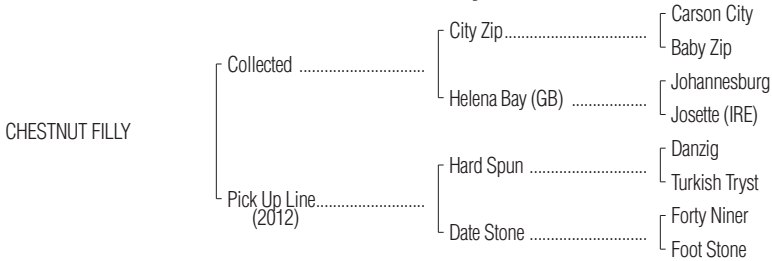 Carson City
City Zip
Baby Zip
Collected
Johannesburg
Helena Bay (GB)
Josette (IRE)
CHESTNUT FILLY
Danzig
Hard Spun
Turkish Tryst
Pick Up Line
(2012)
Forty Niner
Date Stone
Foot Stone